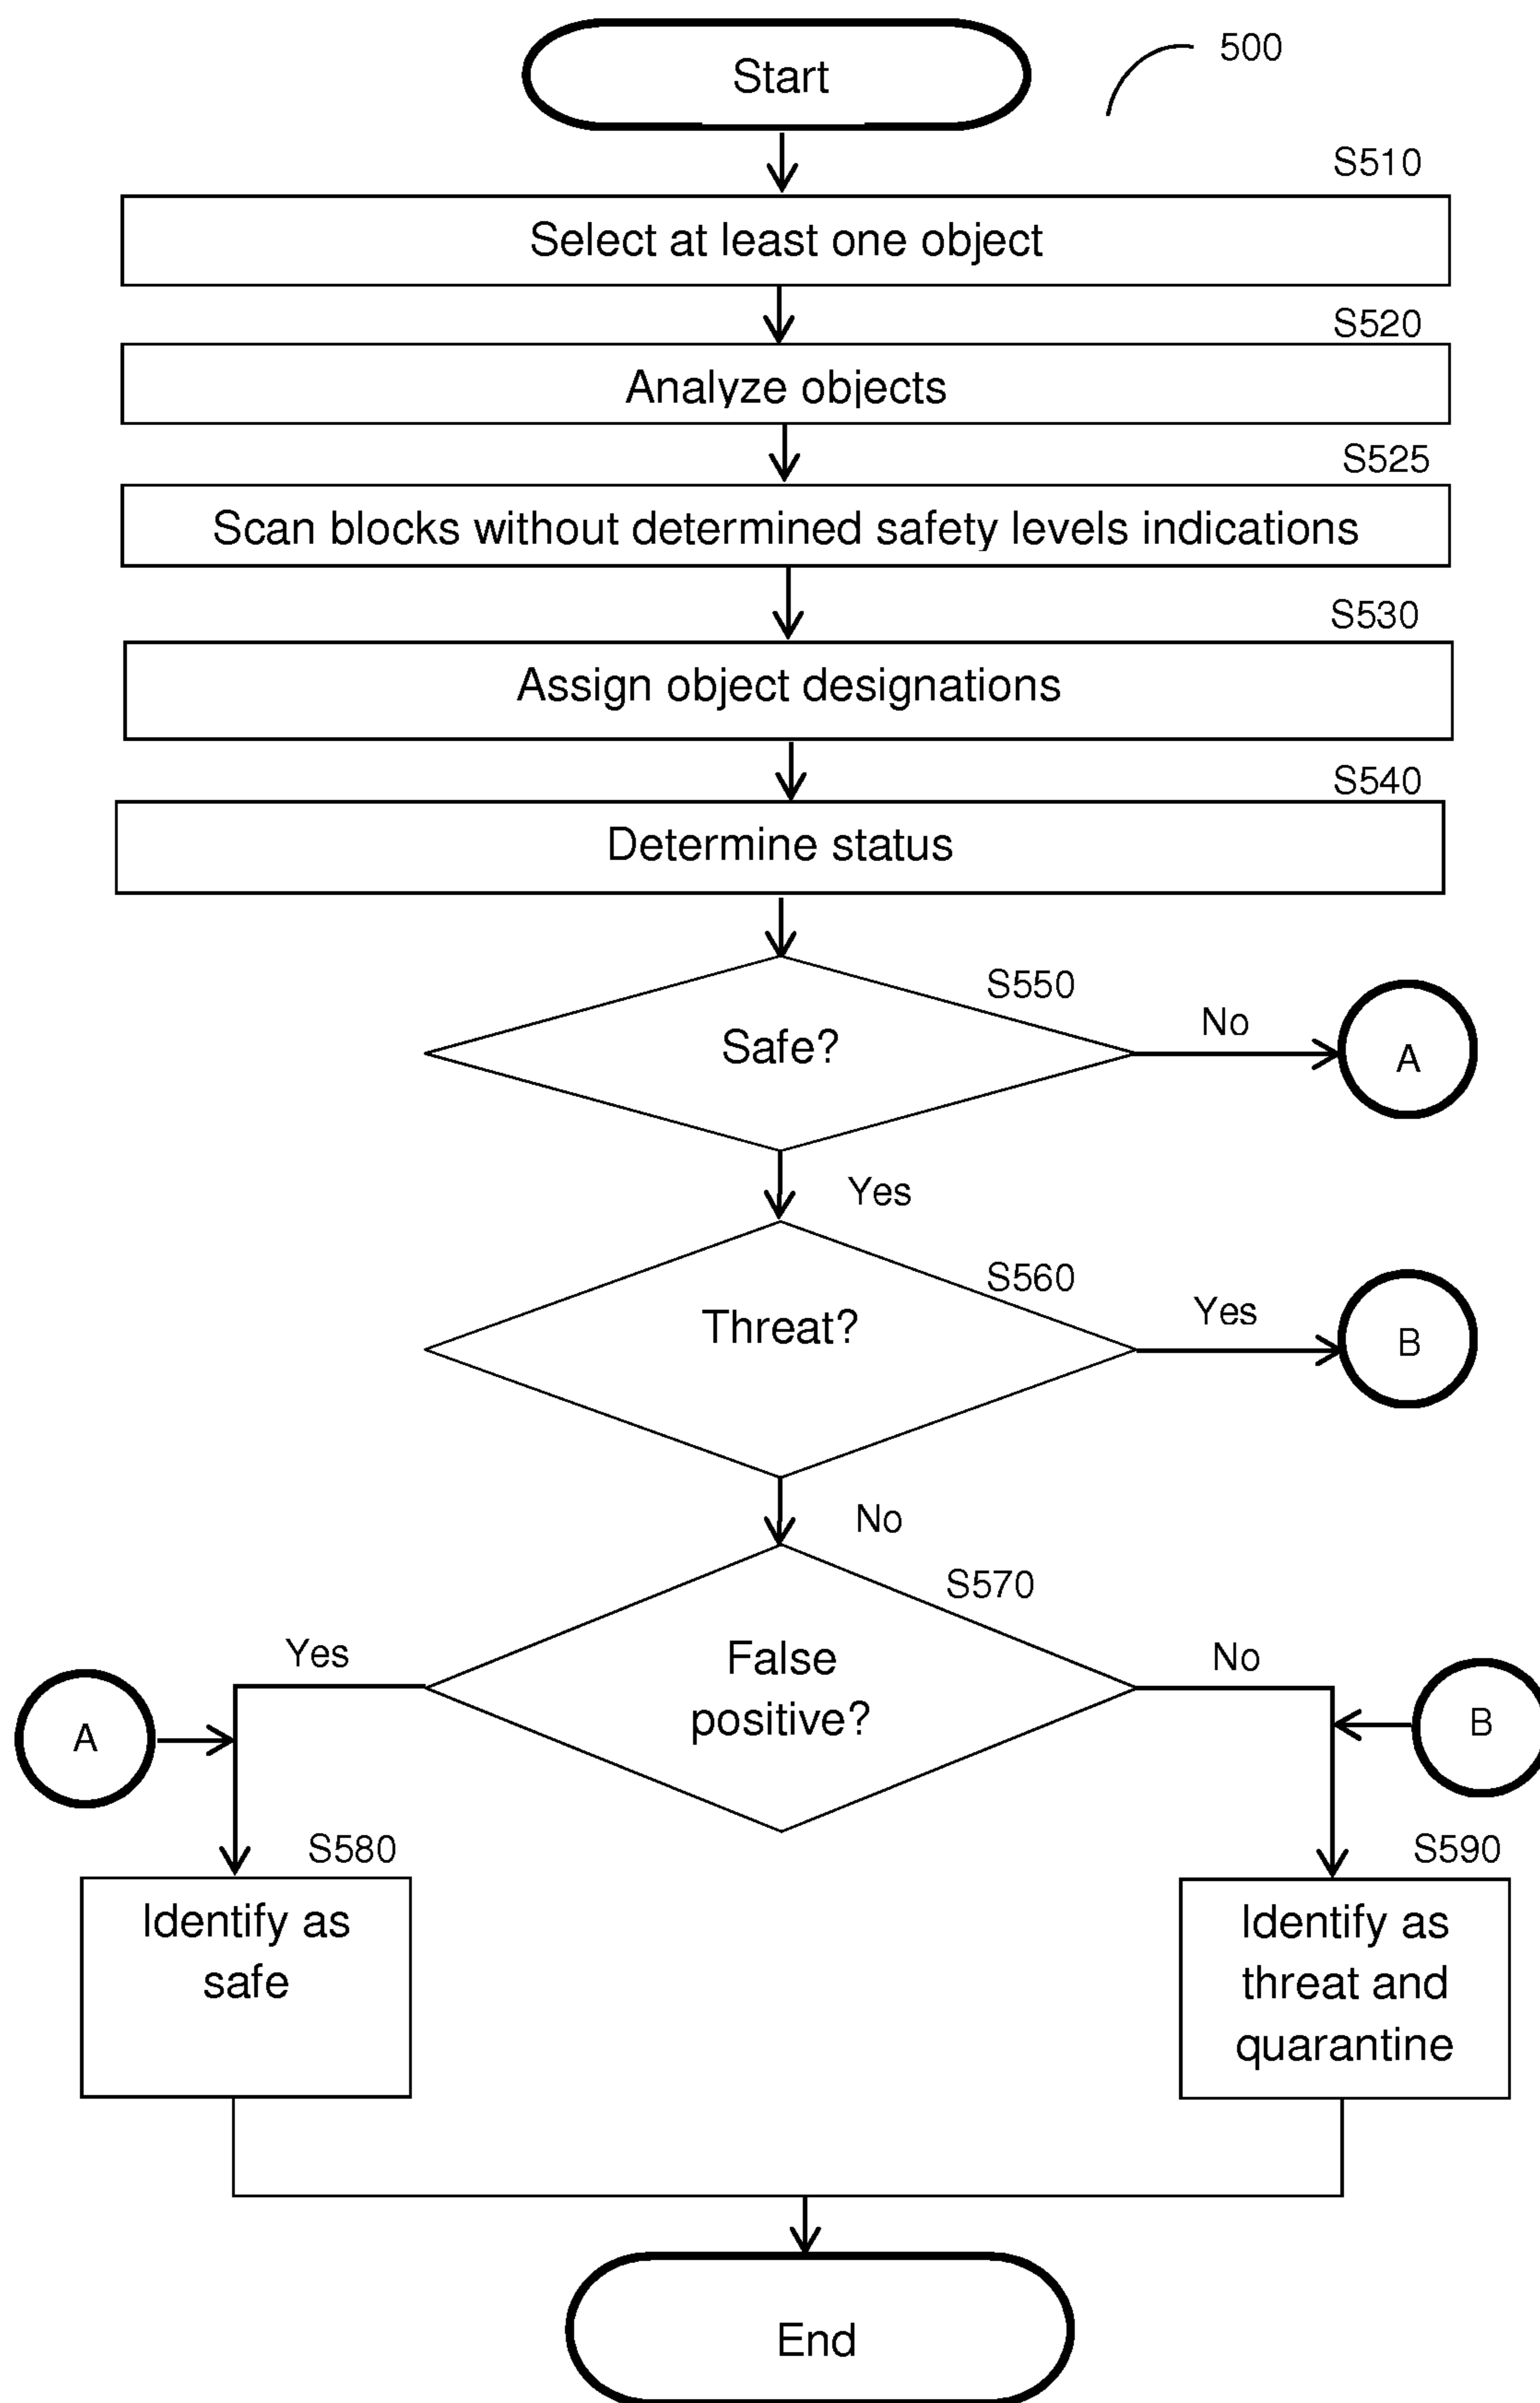 Start
500
S510
Select at least one object
S520
Analyze objects
S525
Scan blocks without determined safety levels indications
S530
Assign object designations
S540
Determine status
S550
Safe?
No
A
Yes
S560
Threat?
Yes
B
No
S570
False
positive?
Yes
No
A
B
S580
Identify as
safe
S590
Identify as
threat and
quarantine
End